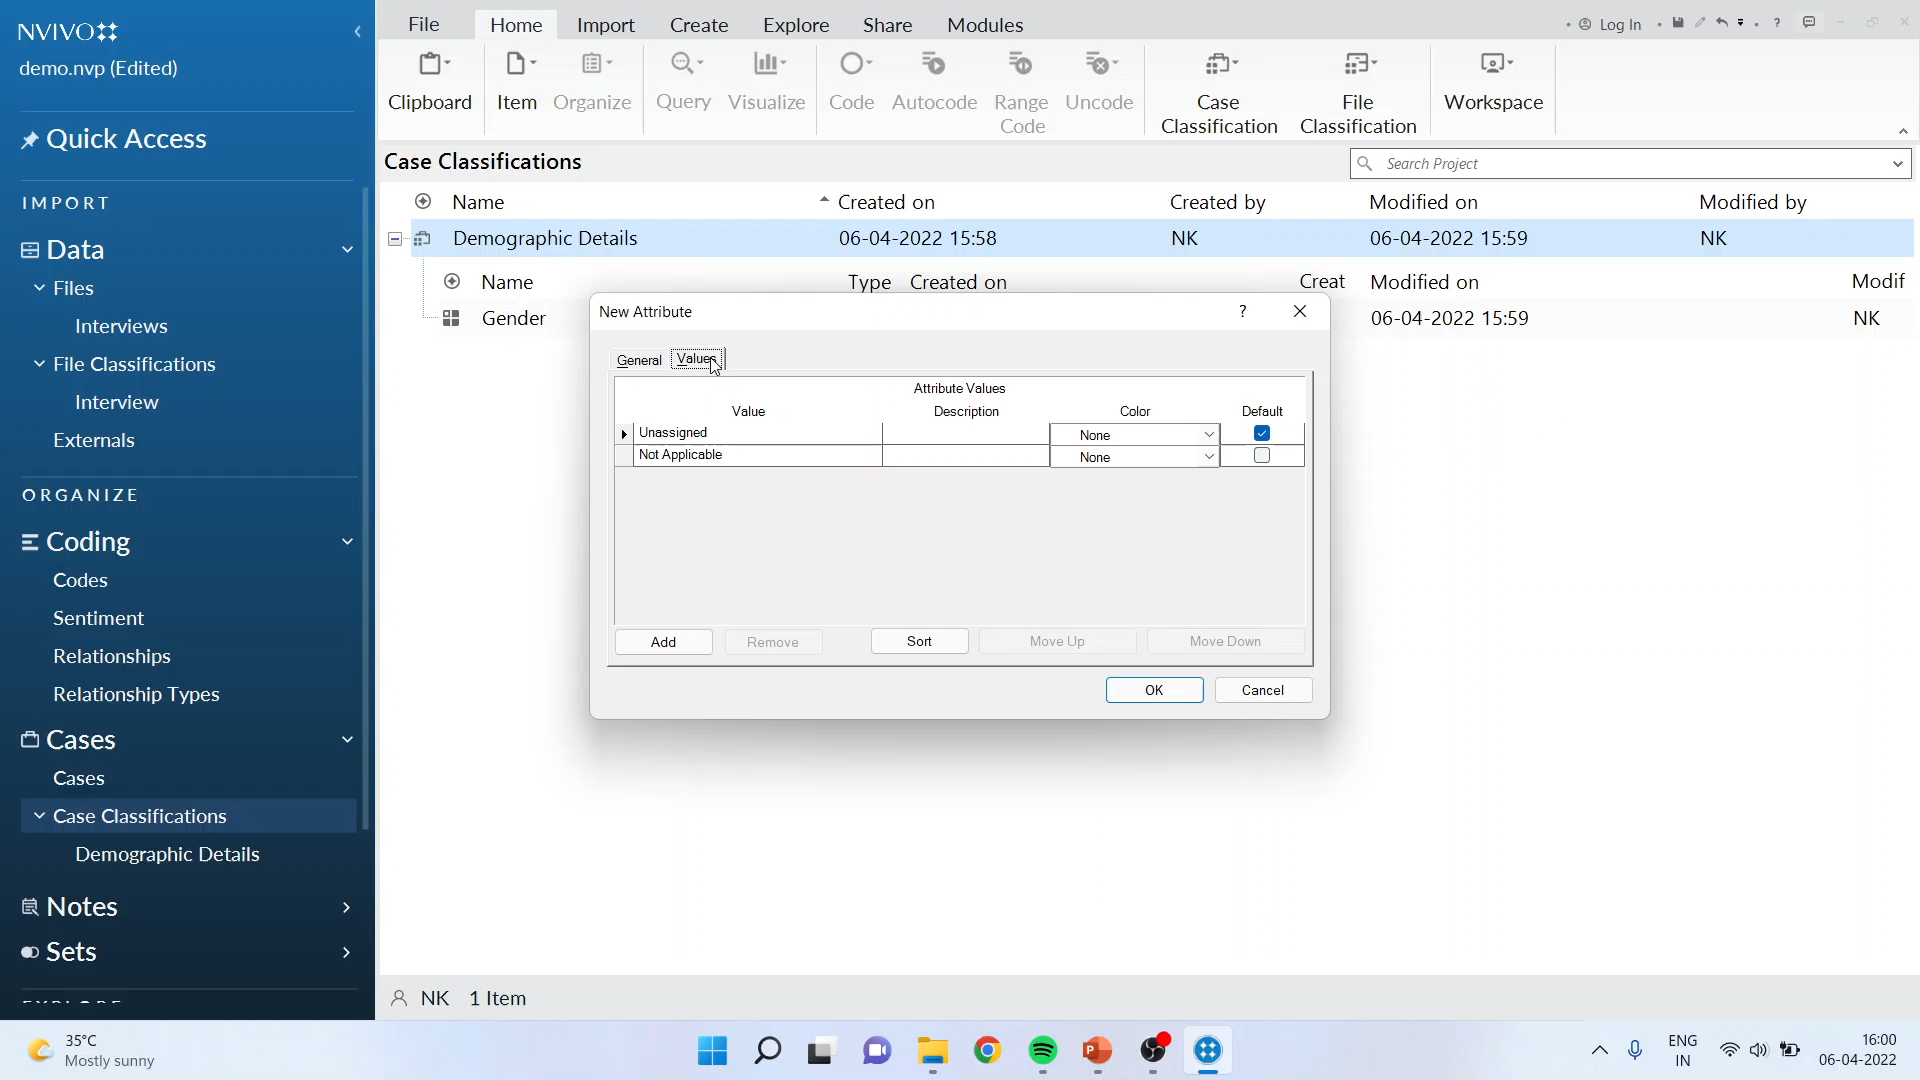 NVIVO
demo.nvp (Edited)
Quick Access
IMPORT
Data
Files
Interviews
File Classifications
Interview
Externals
ORGANIZE
Coding
Codes
Sentiment
Relationships
Relationship Types
Cases
Cases
Case Classifications
Demographic Details
Notes
Sets
File Home Import Create Explore Share Modules
Log In ?
Clipboard Item Organize Query Visualize Code Autocode Range Code Uncode Case Classification File Classification Workspace
Case Classifications
Search Project
Name Created on Created by Modified on Modified by
Demographic Details 06-04-2022 15:58 NK 06-04-2022 15:59 NK
Name Type Created on Creat Modified on Modif
Gender 06-04-2022 15:59 NK
New Attribute ?
General Values
Attribute Values
Value Description Color Default
Unassigned None
Not Applicable None
Add Remove Sort Move Up Move Down
OK Cancel
NK 1 Item
35°C
Mostly sunny
ENG
IN
16:00
06-04-2022